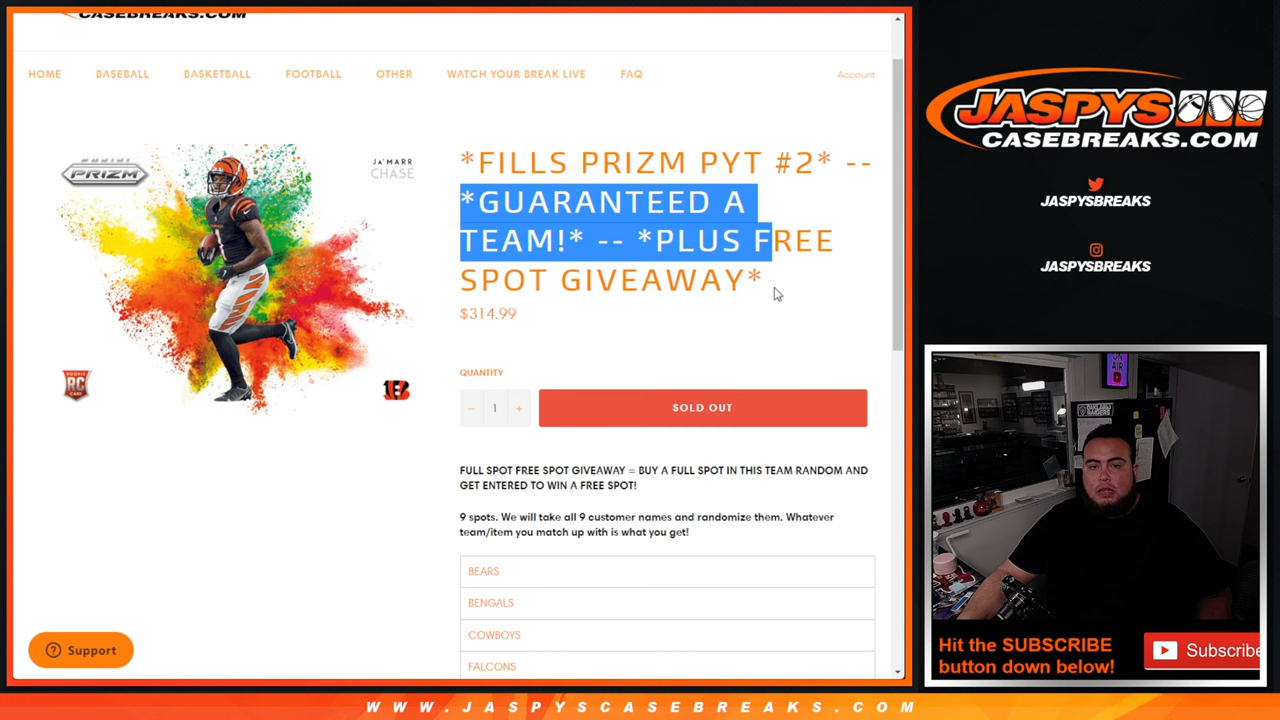 CASEBREAKS.COM
HOME BASEBALL BASKETBALL FOOTBALL OTHER WATCH YOUR BREAK LIVE FAQ Account
PANINI
PRIZM
JA'MARR
CHASE
RC
*FILLS PRIZM PYT #2* --
*GUARANTEED A
TEAM!* -- *PLUS FREE
SPOT GIVEAWAY*
$314.99
QUANTITY
− 1 +
SOLD OUT
FULL SPOT FREE SPOT GIVEAWAY = BUY A FULL SPOT IN THIS TEAM RANDOM AND
GET ENTERED TO WIN A FREE SPOT!
9 spots. We will take all 9 customer names and randomize them. Whatever
team/item you match up with is what you get!
BEARS
BENGALS
COWBOYS
FALCONS
Support
JASPYS
CASEBREAKS.COM
JASPYSBREAKS
JASPYSBREAKS
ON
AIR
Hit the SUBSCRIBE
button down below!
Subscribe
WWW.JASPYSCASEBREAKS.COM